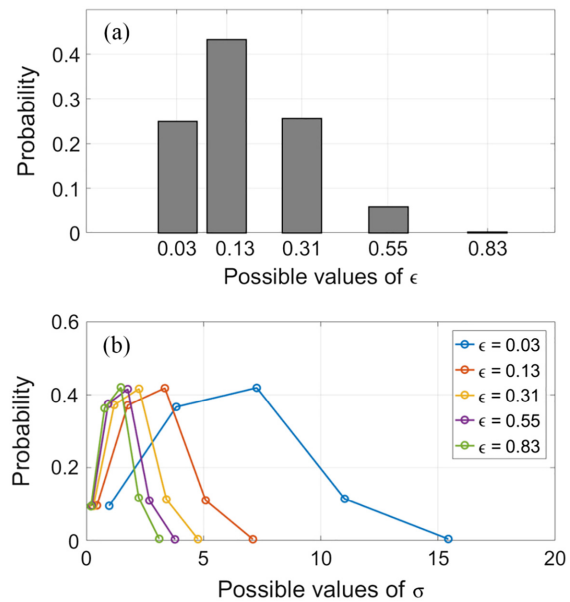 (a)
Probability
0.4
0.3
0.2
0.1
0
0.03 0.13 0.31 0.55 0.83
Possible values of ϵ
(b)
Probability
0.6
0.4
0.2
0
ϵ = 0.03
ϵ = 0.13
ϵ = 0.31
ϵ = 0.55
ϵ = 0.83
0 5 10 15 20
Possible values of σ